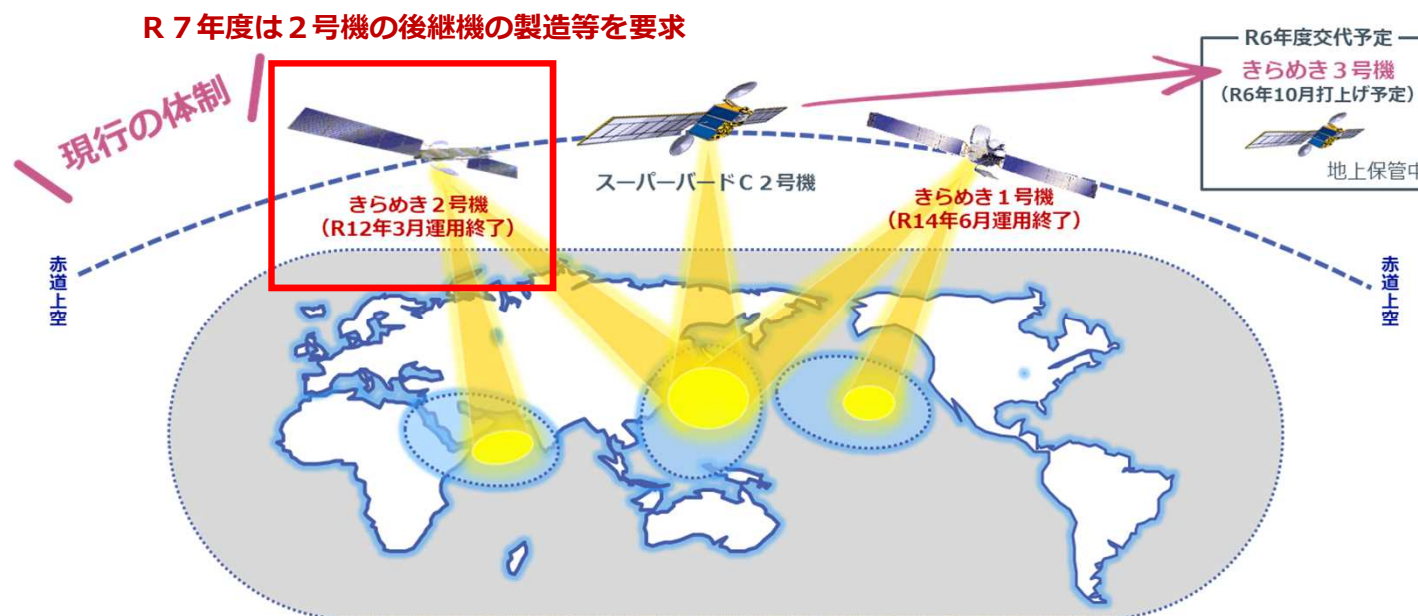 R7年度は2号機の後継機の製造等を要求
現行の体制
R6年度交代予定
きらめき3号機
(R6年10月打上げ予定)
地上保管中
スーパーバードC2号機
きらめき2号機
(R12年3月運用終了)
きらめき1号機
(R14年6月運用終了)
赤道上空
赤道上空